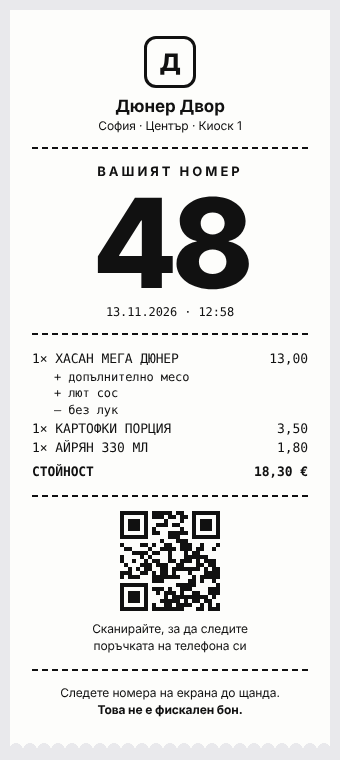 Д
Дюнер Двор
София · Център · Киоск 1
ВАШИЯТ НОМЕР
48
13.11.2026 · 12:58
1× ХАСАН МЕГА ДЮНЕР 13,00
+ допълнително месо
+ лют сос
– без лук
1× КАРТОФКИ ПОРЦИЯ 3,50
1× АЙРЯН 330 МЛ 1,80
СТОЙНОСТ 18,30 €
Сканирайте, за да следите
поръчката на телефона си
Следете номера на екрана до щанда.
Това не е фискален бон.